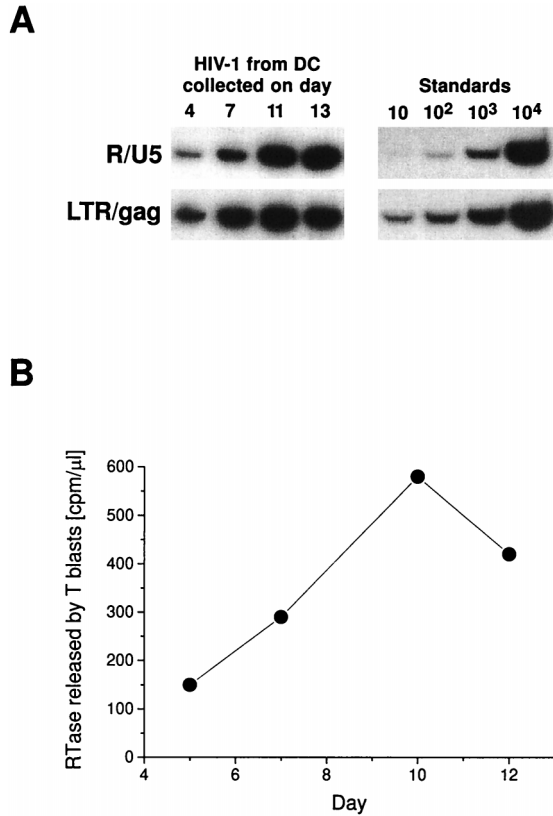 A
HIV-1 from DC
collected on day
4 7 11 13
Standards
10 10² 10³ 10⁴
R/U5
LTR/gag
B
RTase released by T blasts [cpm/µl]
600
500
400
300
200
100
0
4 6 8 10 12
Day